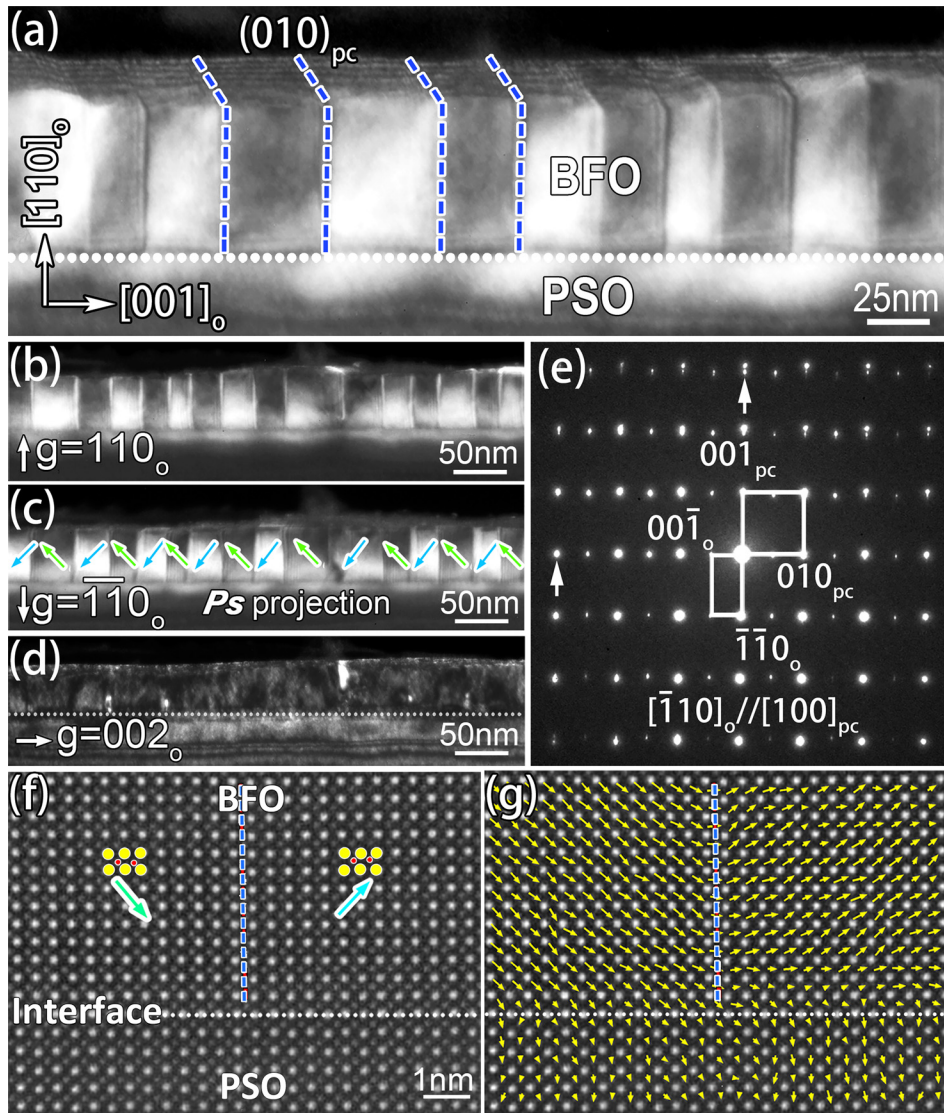 (a)
(010)pc
[110]o
[001]o
BFO
PSO
25nm
(b)
g=110o
50nm
(c)
g=1̅1̅0o
Ps projection
50nm
(d)
g=002o
50nm
(e)
001pc
001̅o
010pc
1̅1̅0o
[1̅10]o//[100]pc
(f)
BFO
Interface
PSO
1nm
(g)